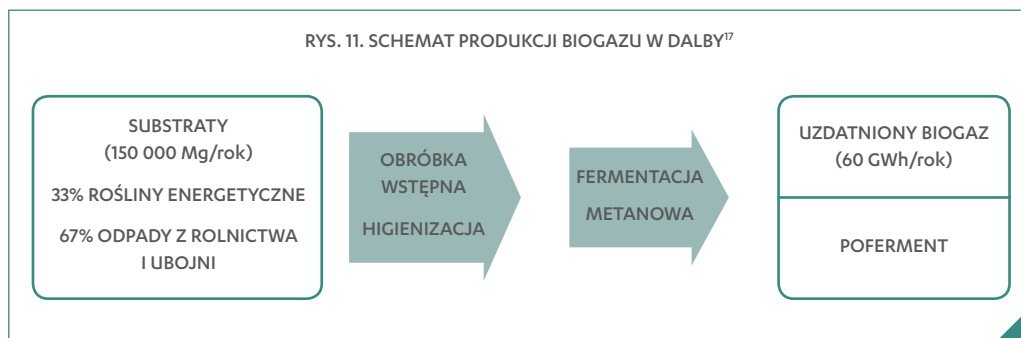 RYS. 11. SCHEMAT PRODUKCJI BIOGAZU W DALBY¹⁷
SUBSTRATY
(150 000 Mg/rok)
33% ROŚLINY ENERGETYCZNE
67% ODPADY Z ROLNICTWA
I UBOJNI
OBRÓBKA
WSTĘPNA
HIGIENIZACJA
FERMENTACJA
METANOWA
UZDATNIONY BIOGAZ
(60 GWh/rok)
POFERMENT